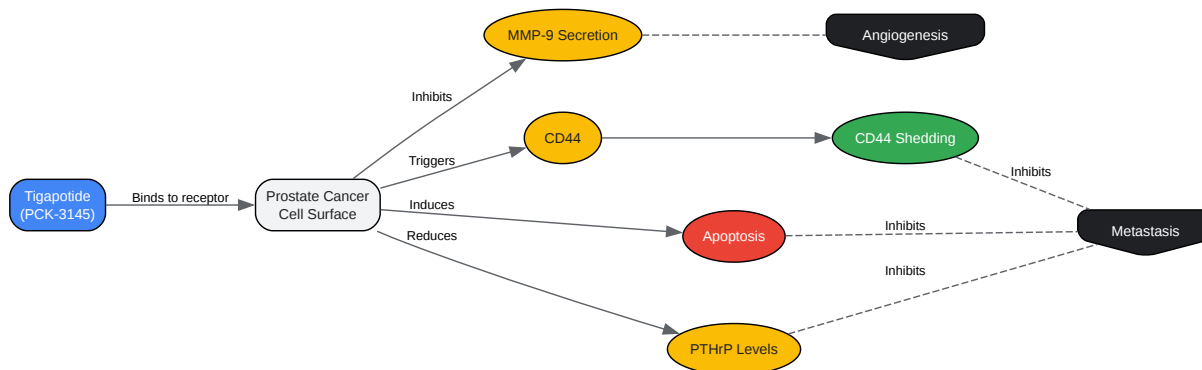 MMP-9 Secretion
Angiogenesis
Inhibits
CD44
CD44 Shedding
Triggers
Inhibits
Tigapotide
(PCK-3145)
Binds to receptor
Prostate Cancer
Cell Surface
Induces
Apoptosis
Inhibits
Metastasis
Reduces
Inhibits
PTHrP Levels